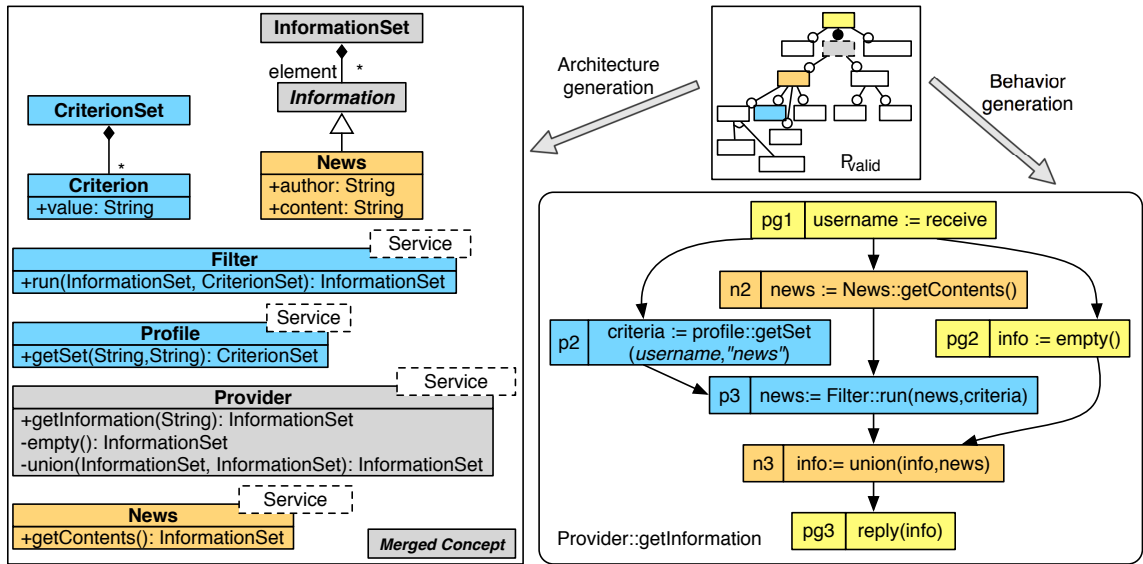 InformationSet
element *
Information
CriterionSet
*
Criterion
+value: String
News
+author: String
+content: String
Service
Filter
+run(InformationSet, CriterionSet): InformationSet
Service
Profile
+getSet(String,String): CriterionSet
Service
Provider
+getInformation(String): InformationSet
-empty(): InformationSet
-union(InformationSet, InformationSet): InformationSet
Service
News
+getContents(): InformationSet
Merged Concept
Architecture
generation
Pvalid
Behavior
generation
pg1 username := receive
n2 news := News::getContents()
p2 criteria := profile::getSet
(username,"news")
pg2 info := empty()
p3 news:= Filter::run(news,criteria)
n3 info:= union(info,news)
pg3 reply(info)
Provider::getInformation